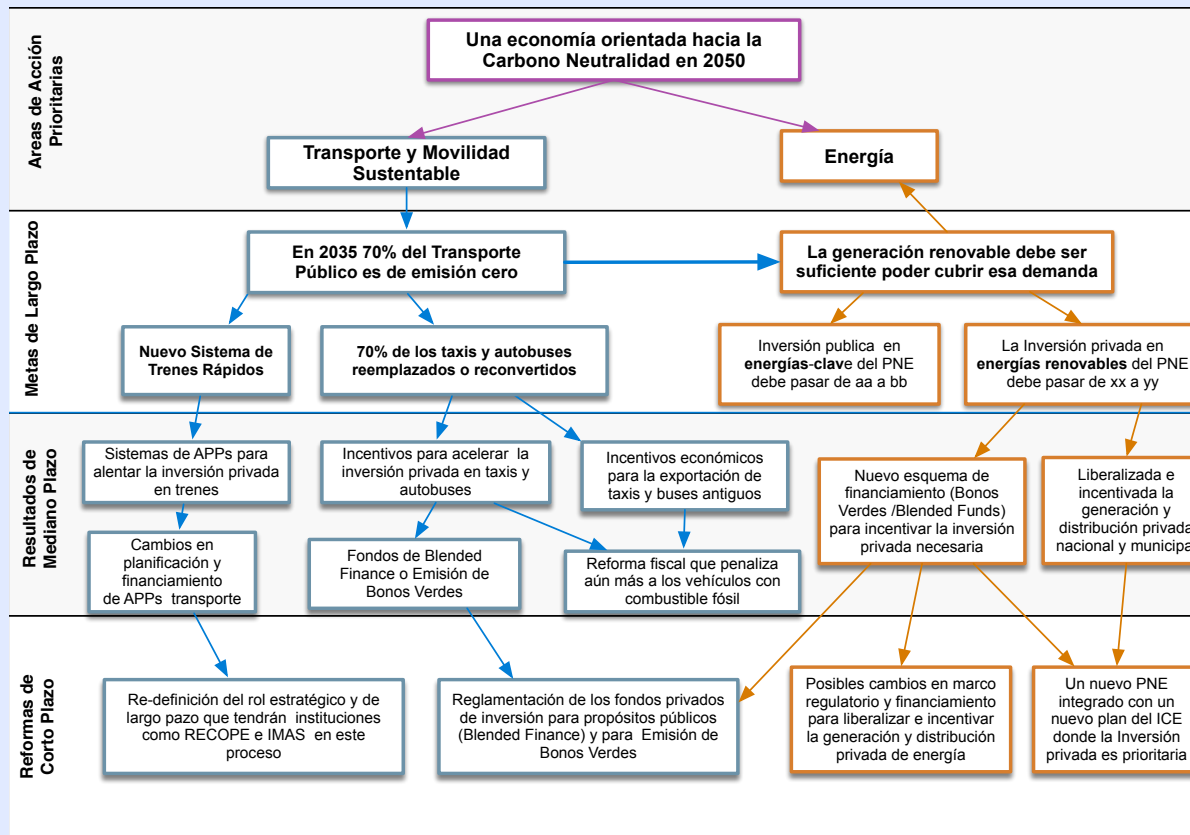 Areas de Acción
Prioritarias
Una economía orientada hacia la
Carbono Neutralidad en 2050
Transporte y Movilidad
Sustentable
Energía
Metas de Largo Plazo
En 2035 70% del Transporte
Público es de emisión cero
La generación renovable debe ser
suficiente poder cubrir esa demanda
Nuevo Sistema de
Trenes Rápidos
70% de los taxis y autobuses
reemplazados o reconvertidos
Inversión publica en
energías-clave del PNE
debe pasar de aa a bb
La Inversión privada en
energías renovables del PNE
debe pasar de xx a yy
Resultados de
Mediano Plazo
Sistemas de APPs para
alentar la inversión privada
en trenes
Incentivos para acelerar la
inversión privada en taxis y
autobuses
Incentivos económicos
para la exportación de
taxis y buses antiguos
Nuevo esquema de
financiamiento (Bonos
Verdes /Blended Funds)
para incentivar la inversión
privada necesaria
Liberalizada e
incentivada la
generación y
distribución privada
nacional y municipa
Cambios en
planificación y
financiamiento
de APPs transporte
Fondos de Blended
Finance o Emisión de
Bonos Verdes
Reforma fiscal que penaliza
aún más a los vehículos con
combustible fósil
Reformas de
Corto Plazo
Re-definición del rol estratégico y de
largo pazo que tendrán instituciones
como RECOPE e IMAS en este
proceso
Reglamentación de los fondos privados
de inversión para propósitos públicos
(Blended Finance) y para Emisión de
Bonos Verdes
Posibles cambios en marco
regulatorio y financiamiento
para liberalizar e incentivar
la generación y distribución
privada de energía
Un nuevo PNE
integrado con un
nuevo plan del ICE
donde la Inversión
privada es prioritaria